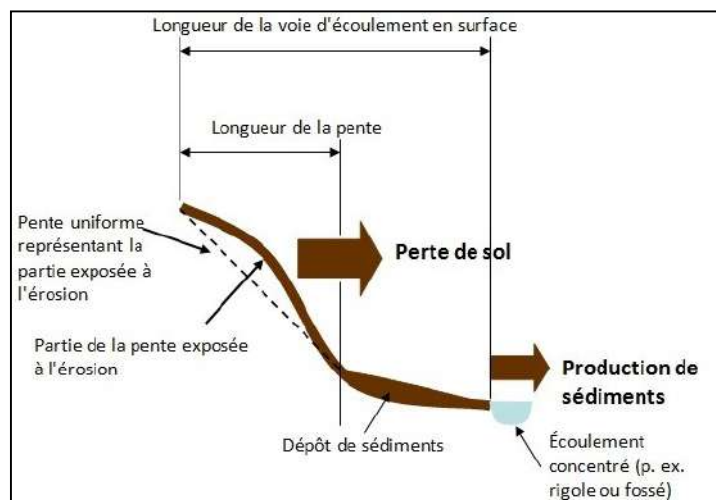 Longueur de la voie d'écoulement en surface
Longueur de la pente
Pente uniforme
représentant la
partie exposée à
l'érosion
Perte de sol
Partie de la pente exposée
à l'érosion
Production de
sédiments
Dépôt de sédiments
Écoulement
concentré (p. ex.
rigole ou fossé)